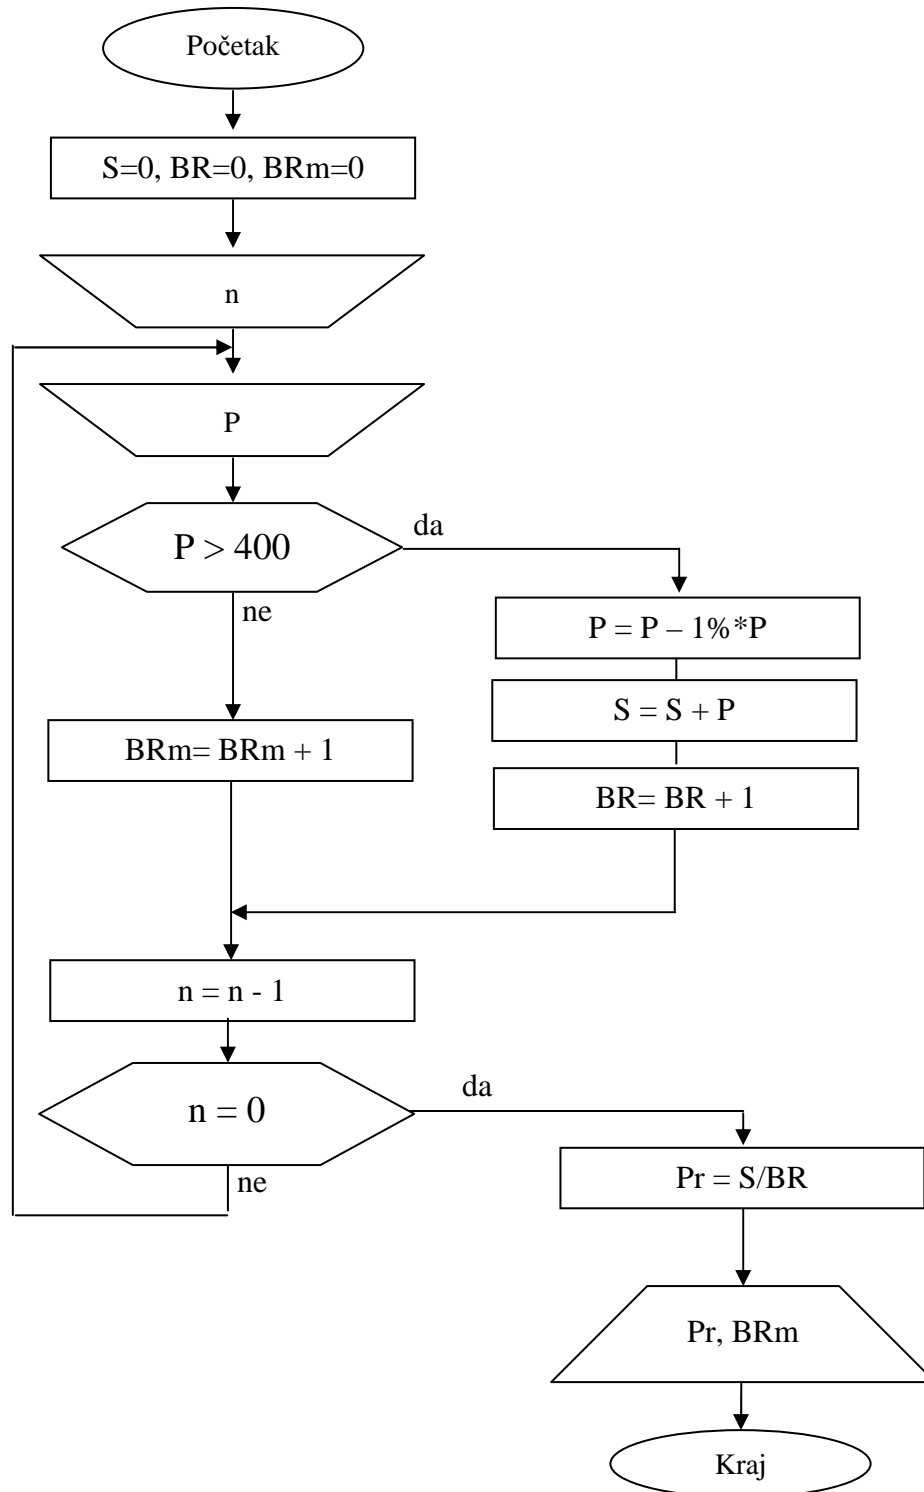 Početak
S=0, BR=0, BRm=0
n
P
P > 400
da
ne
P = P – 1%*P
S = S + P
BRm= BRm + 1
BR= BR + 1
n = n - 1
n = 0
da
ne
Pr = S/BR
Pr, BRm
Kraj